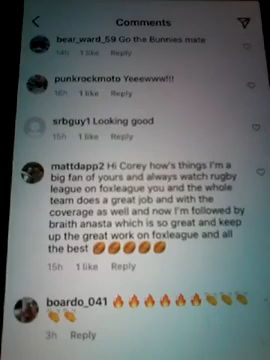 Comments
bear_ward_59 Go the Bunnies mate
14h 1 like Reply
punkrockmoto Yeeewww!!!
16h 1 like Reply
srbguy1 Looking good
15h 1 like Reply
mattdapp2 Hi Corey how's things I'm a
big fan of yours and always watch rugby
league on foxleague you and the whole
team does a great job and with the
coverage as well and now I'm followed by
braith anasta which is so great and keep
up the great work on foxleague and all
the best 🏉🏉🏉🏉🏉
15h 1 like Reply
boardo_041 🔥🔥🔥🔥🔥🔥👏👏👏
👏👏
3h Reply